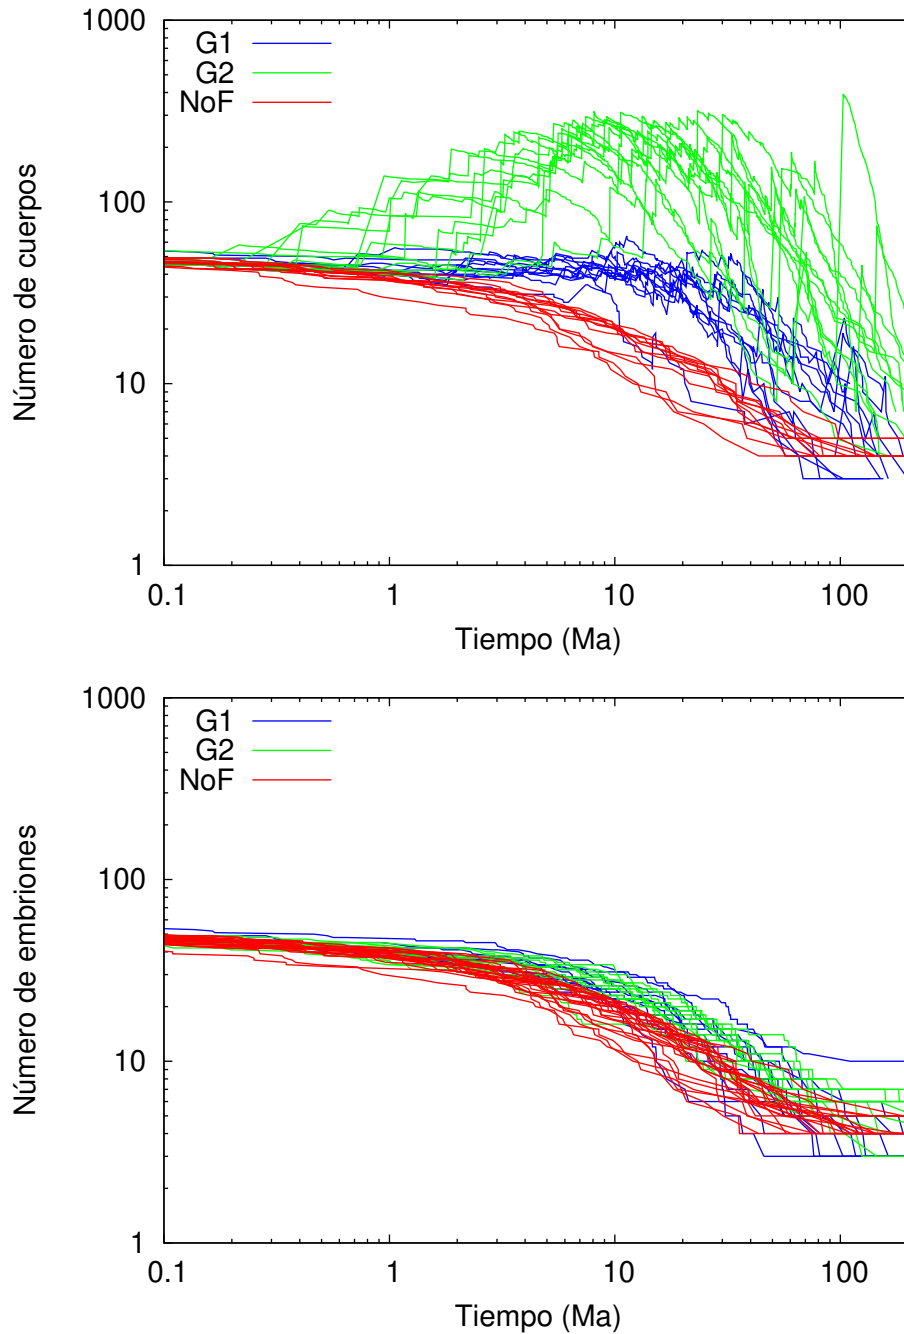 1000
G1
G2
NoF
100
10
1
0.1 1 10 100
Número de cuerpos
Tiempo (Ma)
1000
G1
G2
NoF
100
10
1
0.1 1 10 100
Número de embriones
Tiempo (Ma)